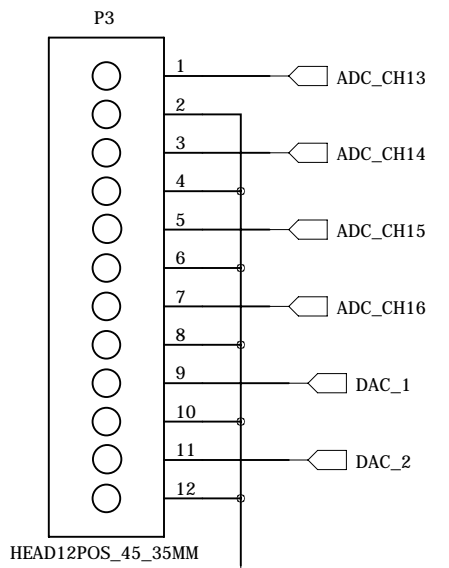 P3
1 ADC_CH13
2
3 ADC_CH14
4
5 ADC_CH15
6
7 ADC_CH16
8
9 DAC_1
10
11 DAC_2
12
HEAD12POS_45_35MM